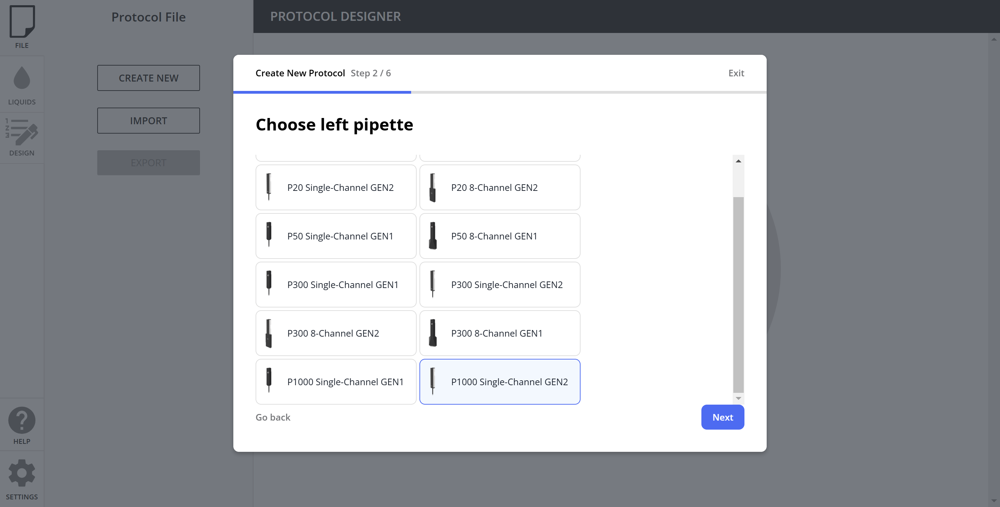 FILE
LIQUIDS
1
2
3
DESIGN
HELP
SETTINGS
Protocol File
CREATE NEW
IMPORT
EXPORT
PROTOCOL DESIGNER
Create New Protocol Step 2 / 6
Exit
Choose left pipette
P20 Single-Channel GEN2
P20 8-Channel GEN2
P50 Single-Channel GEN1
P50 8-Channel GEN1
P300 Single-Channel GEN1
P300 Single-Channel GEN2
P300 8-Channel GEN2
P300 8-Channel GEN1
P1000 Single-Channel GEN1
P1000 Single-Channel GEN2
Go back
Next